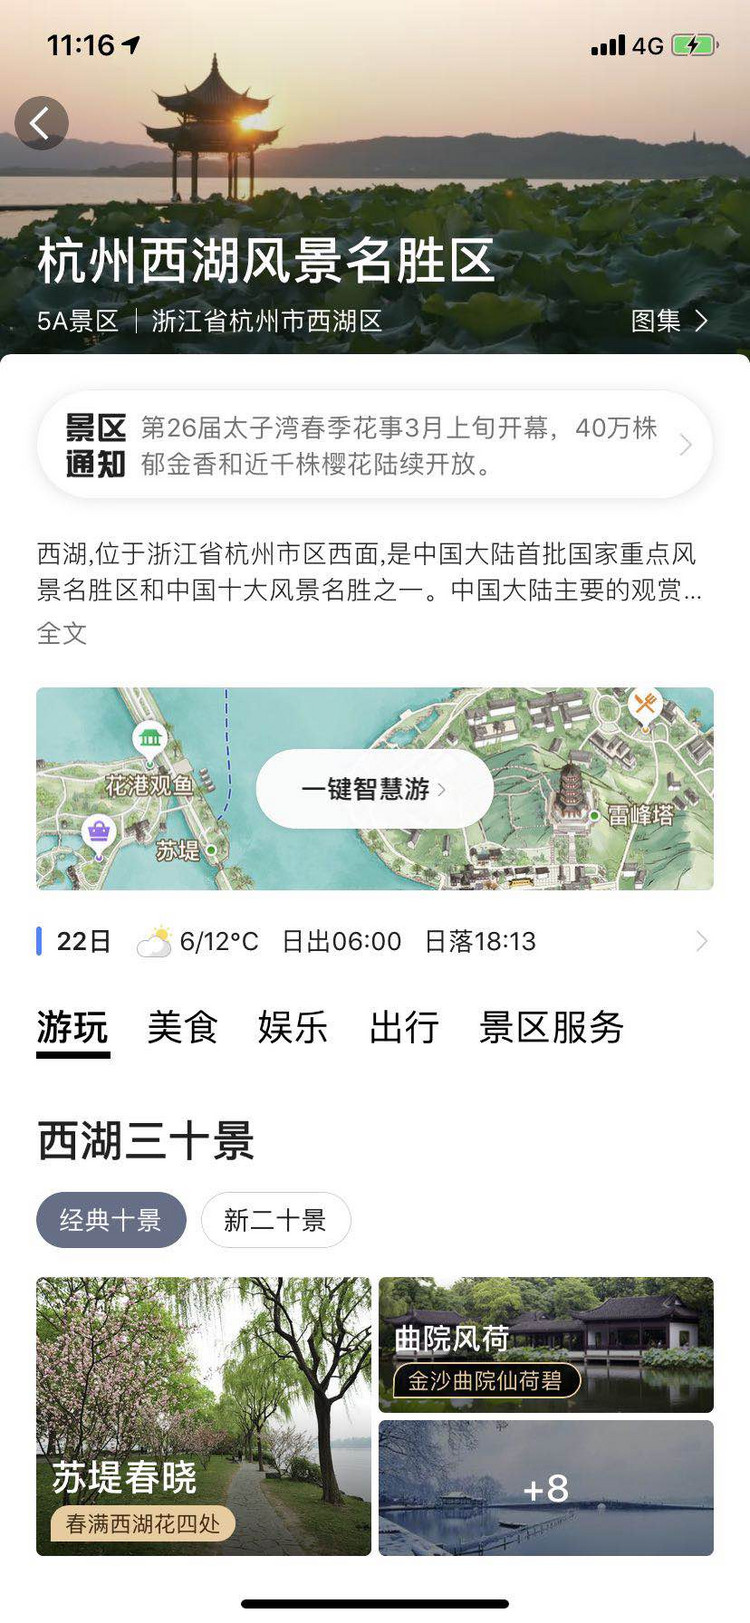 11:16
4G
杭州西湖风景名胜区
5A景区 | 浙江省杭州市西湖区
图集
景区
通知
第26届太子湾春季花事3月上旬开幕，40万株
郁金香和近千株樱花陆续开放。
西湖,位于浙江省杭州市区西面,是中国大陆首批国家重点风
景名胜区和中国十大风景名胜之一。中国大陆主要的观赏...
全文
花港观鱼
苏堤
一键智慧游
雷峰塔
22日 6/12°C 日出06:00 日落18:13
游玩 美食 娱乐 出行 景区服务
西湖三十景
经典十景 新二十景
苏堤春晓
春满西湖花四处
曲院风荷
金沙曲院仙荷碧
+8